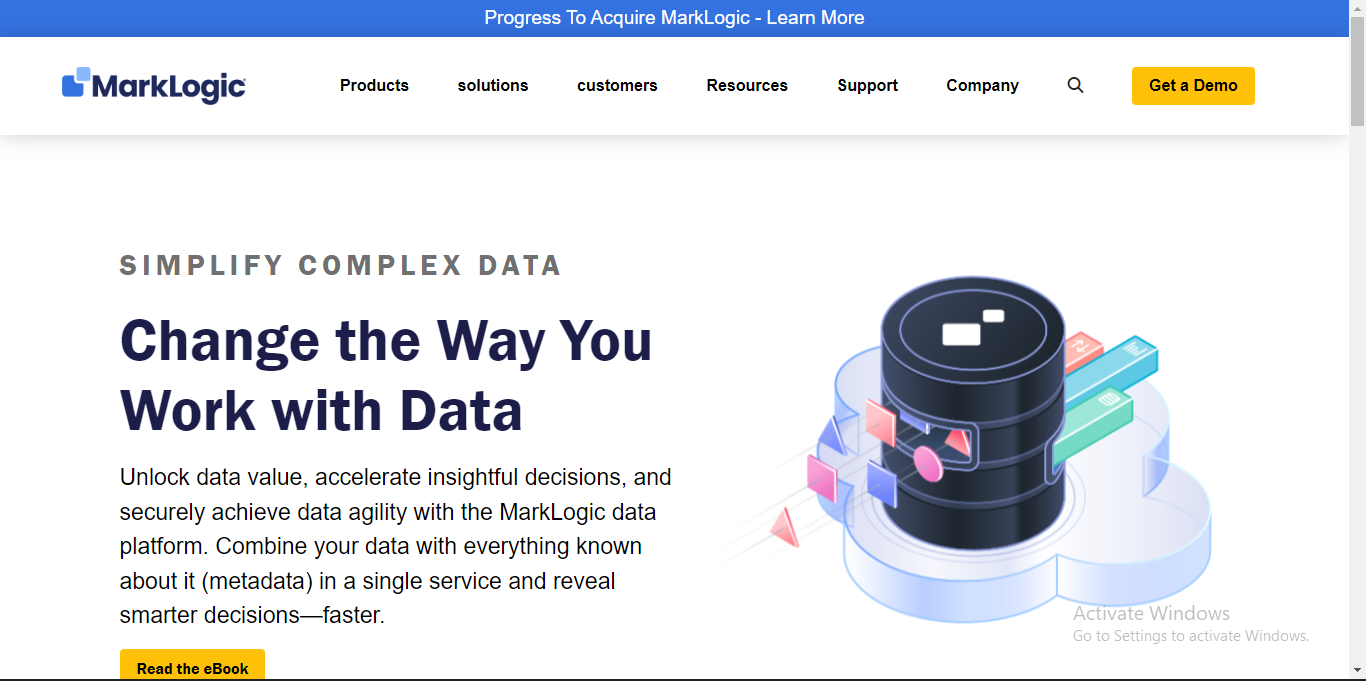 Progress To Acquire MarkLogic - Learn More
MarkLogic
Products
solutions
customers
Resources
Support
Company
Get a Demo
SIMPLIFY COMPLEX DATA
Change the Way You
Work with Data
Unlock data value, accelerate insightful decisions, and
securely achieve data agility with the MarkLogic data
platform. Combine your data with everything known
about it (metadata) in a single service and reveal
smarter decisions—faster.
Read the eBook
Activate Windows
Go to Settings to activate Windows.